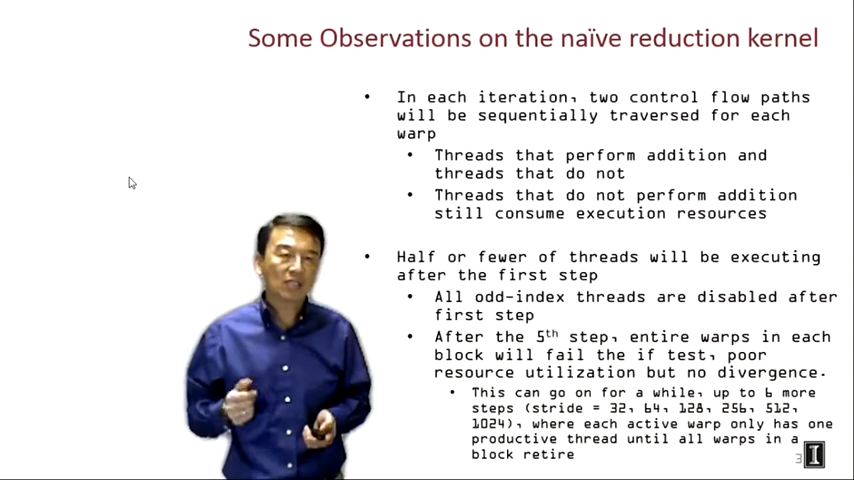 Some Observations on the naïve reduction kernel
• In each iteration, two control flow paths
will be sequentially traversed for each
warp
• Threads that perform addition and
threads that do not
• Threads that do not perform addition
still consume execution resources
• Half or fewer of threads will be executing
after the first step
• All odd-index threads are disabled after
first step
• After the 5th step, entire warps in each
block will fail the if test, poor
resource utilization but no divergence.
• This can go on for a while, up to 6 more
steps (stride = 32, 64, 128, 256, 512,
1024), where each active warp only has one
productive thread until all warps in a
block retire
3
I